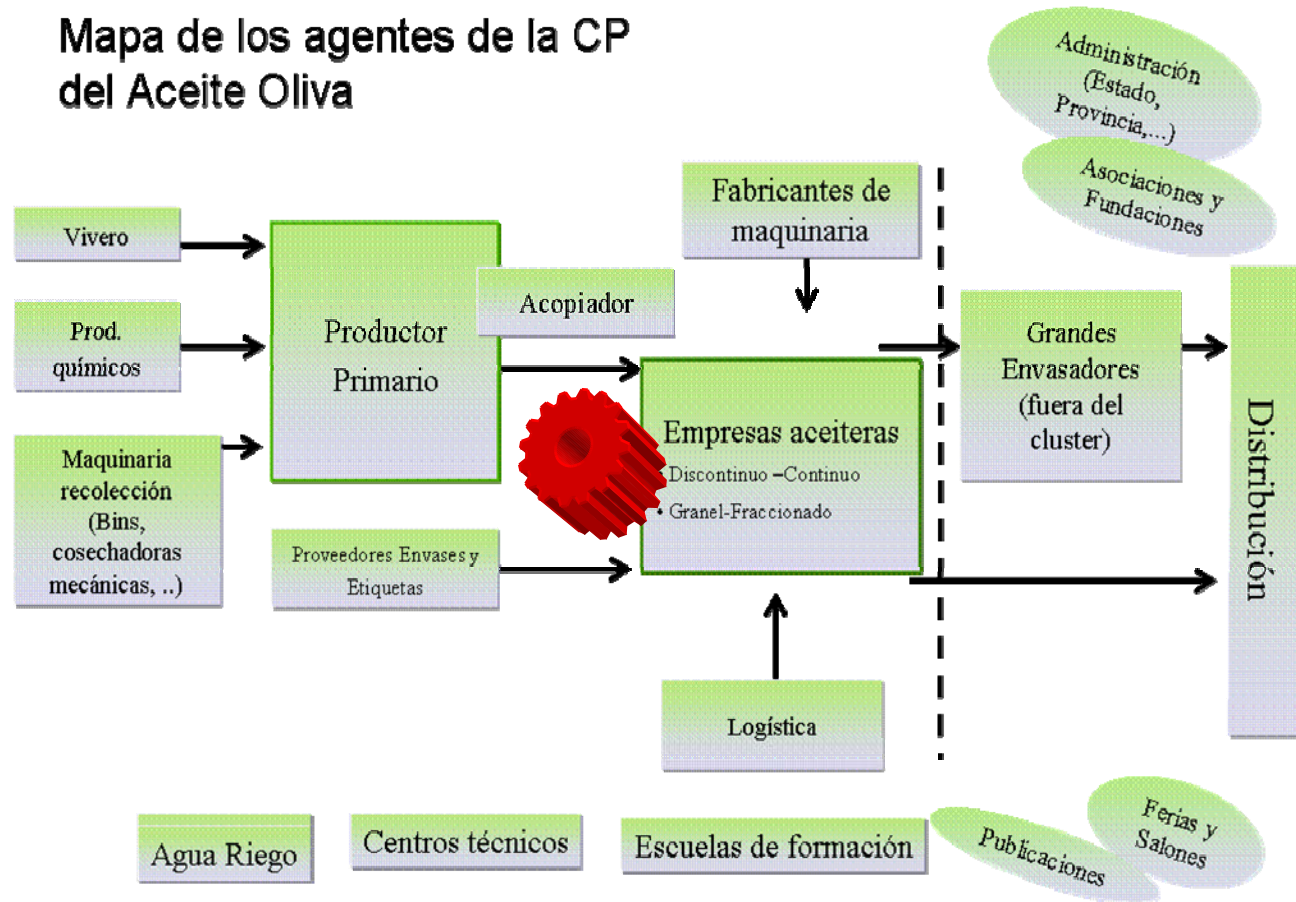 Mapa de los agentes de la CP
del Aceite Oliva
Administración
(Estado,
Provincia,...)
Asociaciones y
Fundaciones
Vivero
Prod.
químicos
Maquinaria
recolección
(Bins,
cosechadoras
mecánicas, ..)
Productor
Primario
Acopiador
Proveedores Envases y
Etiquetas
Fabricantes de
maquinaria
Empresas aceiteras
• Discontinuo –Continuo
• Granel-Fraccionado
Logística
Grandes
Envasadores
(fuera del
cluster)
Distribución
Agua Riego
Centros técnicos
Escuelas de formación
Publicaciones
Ferias y
Salones